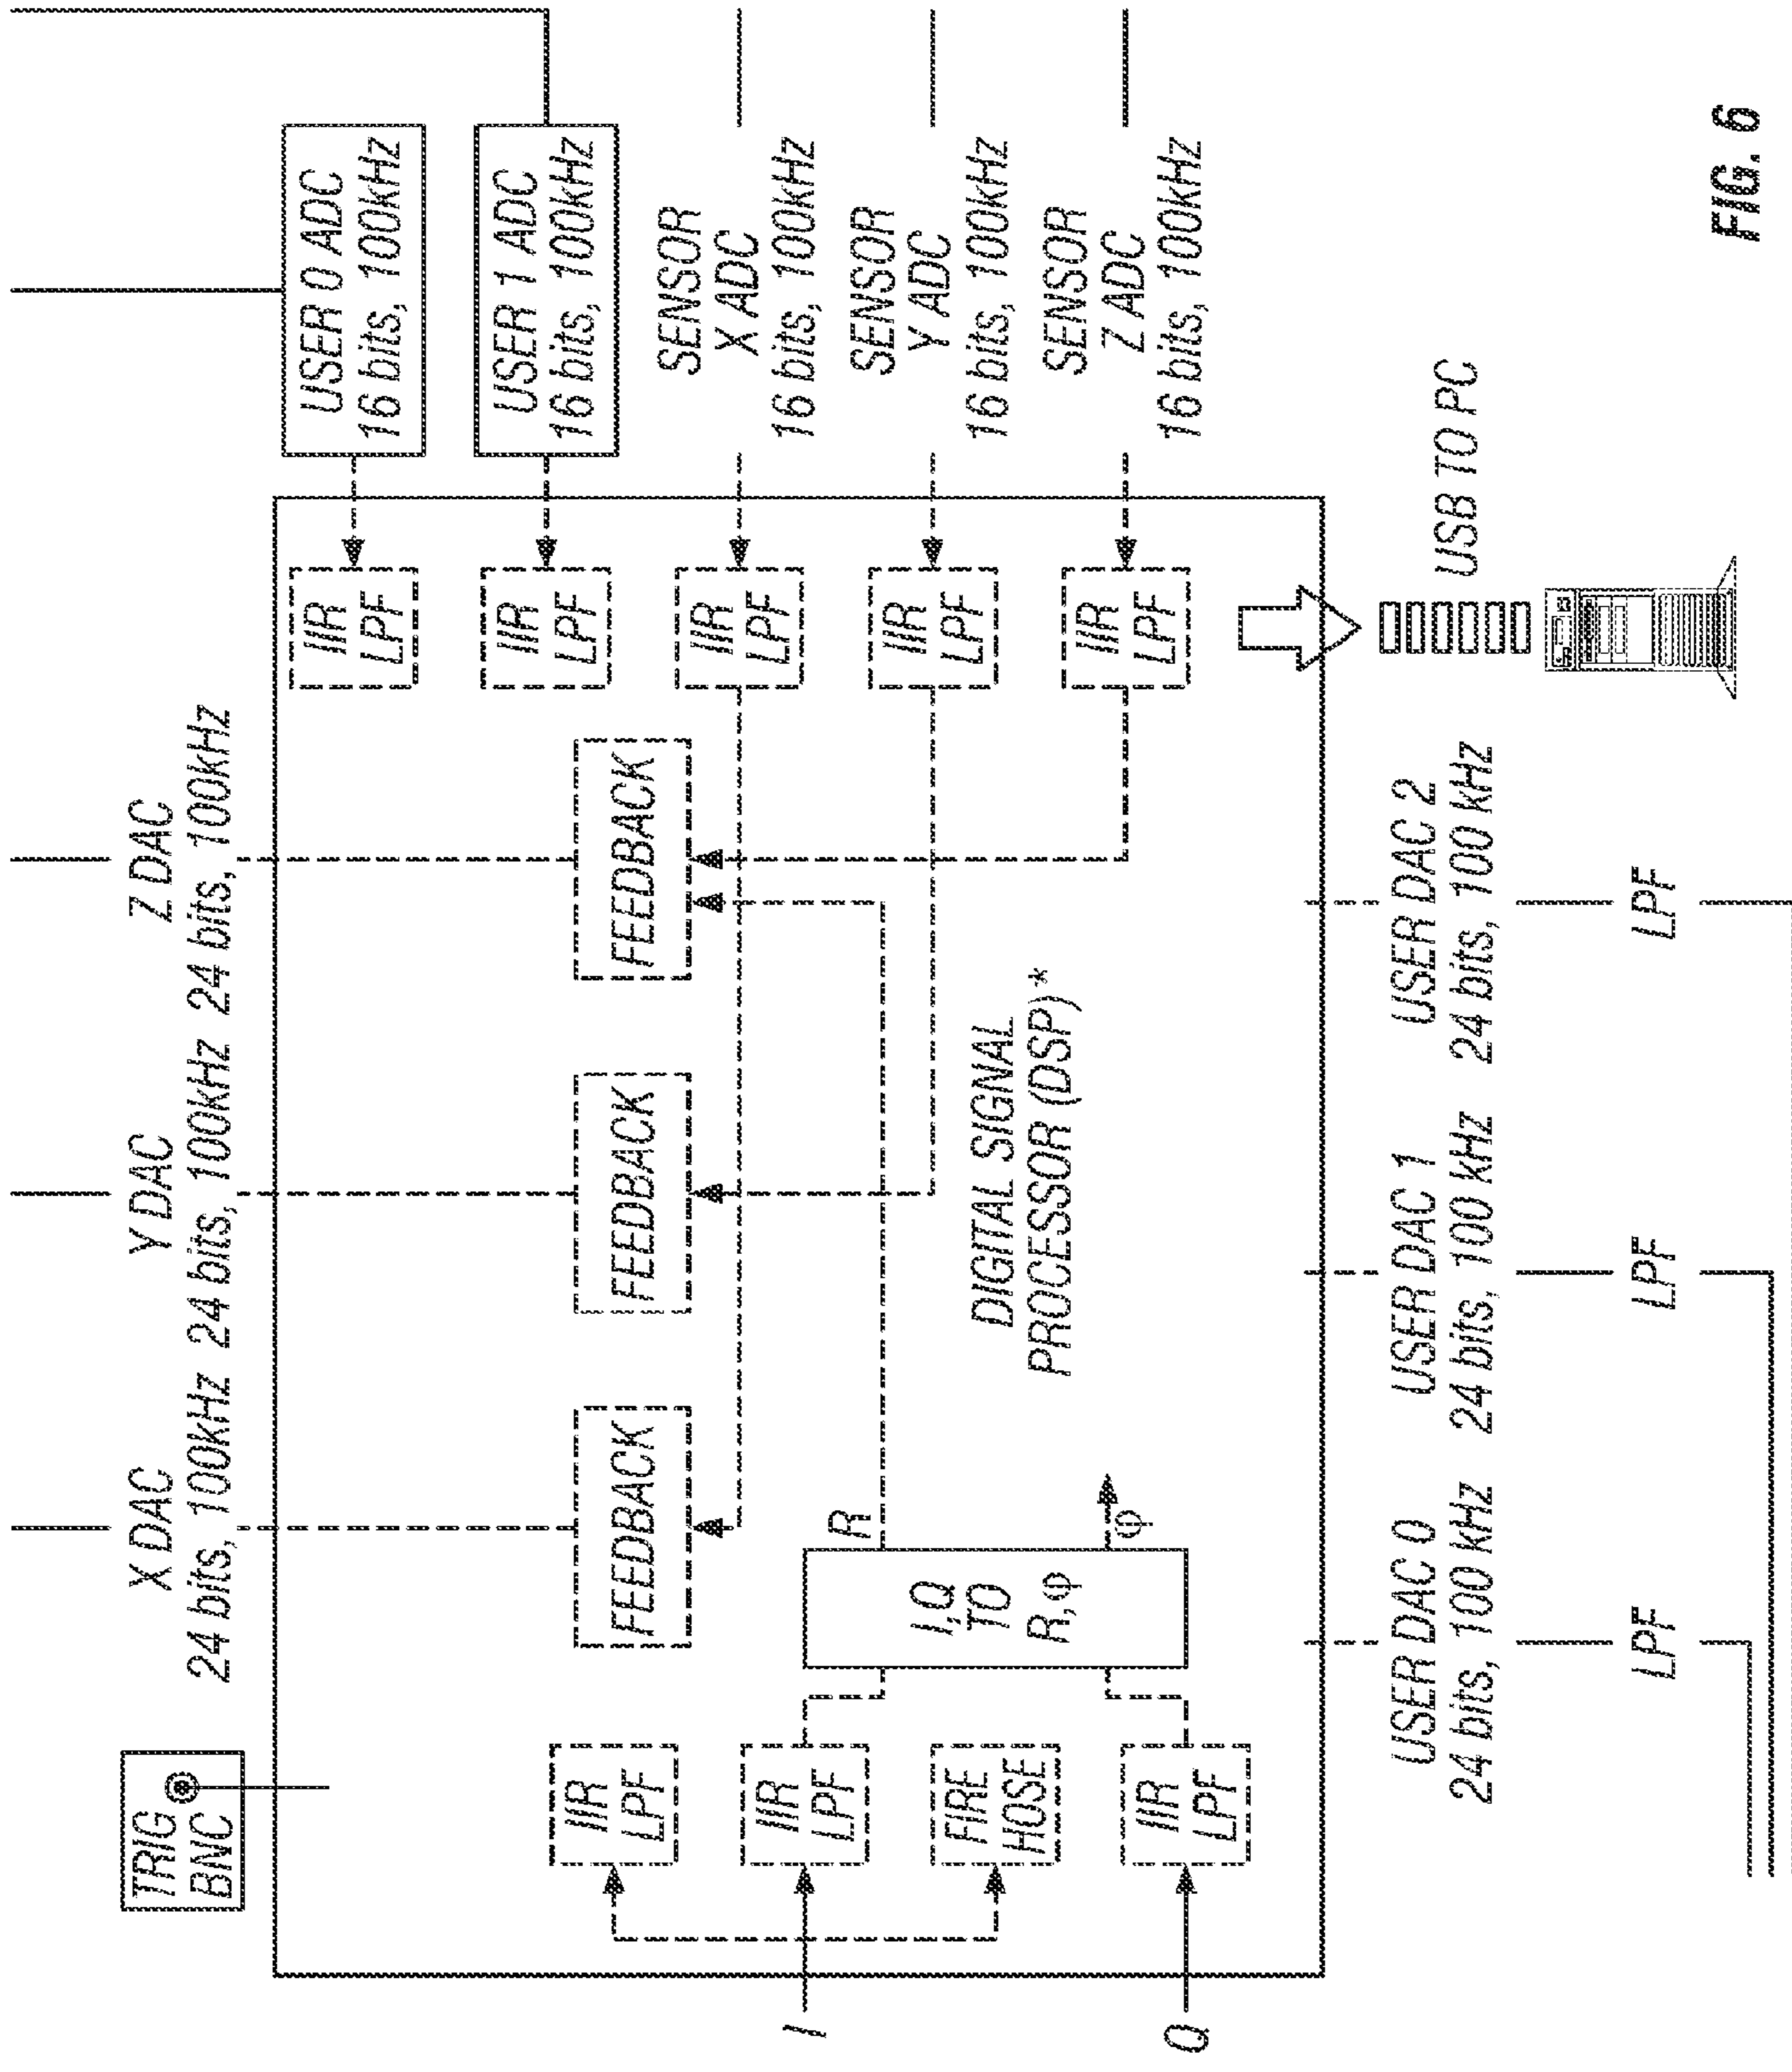 TRIG
BNC
X DAC
24 bits, 100kHz
Y DAC
24 bits, 100kHz
Z DAC
24 bits, 100kHz
USER 0 ADC
16 bits, 100kHz
USER 1 ADC
16 bits, 100kHz
SENSOR
X ADC
16 bits, 100kHz
SENSOR
Y ADC
16 bits, 100kHz
SENSOR
Z ADC
16 bits, 100kHz
IIR
LPF
IIR
LPF
IIR
LPF
IIR
LPF
IIR
LPF
FEEDBACK
FEEDBACK
FEEDBACK
IIR
LPF
IIR
LPF
FIRE
HOSE
IIR
LPF
I
Q
I,Q
TO
R,φ
R
φ
DIGITAL SIGNAL
PROCESSOR (DSP)*
USER DAC 0
24 bits, 100 kHz
USER DAC 1
24 bits, 100 kHz
USER DAC 2
24 bits, 100 kHz
USB TO PC
LPF
LPF
LPF
FIG. 6